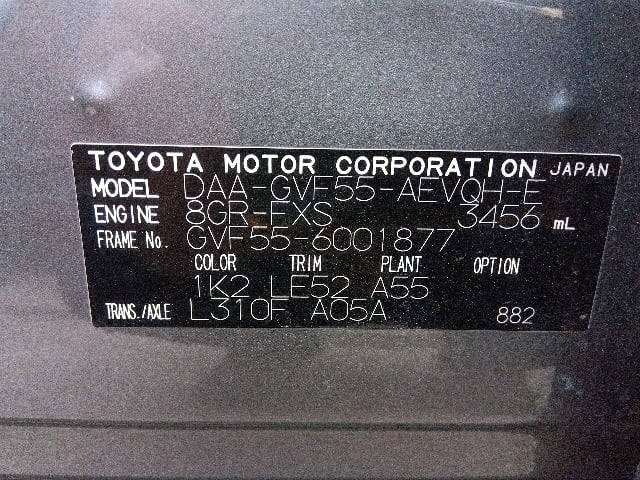 TOYOTA MOTOR CORPORATION JAPAN
MODEL DAA-GVF55-AEVQH-E
ENGINE 8GR-FXS 3456 mL
FRAME No. GVF55-6001877
COLOR TRIM PLANT OPTION
1K2 LE52 A55
TRANS./AXLE L310F A05A 882